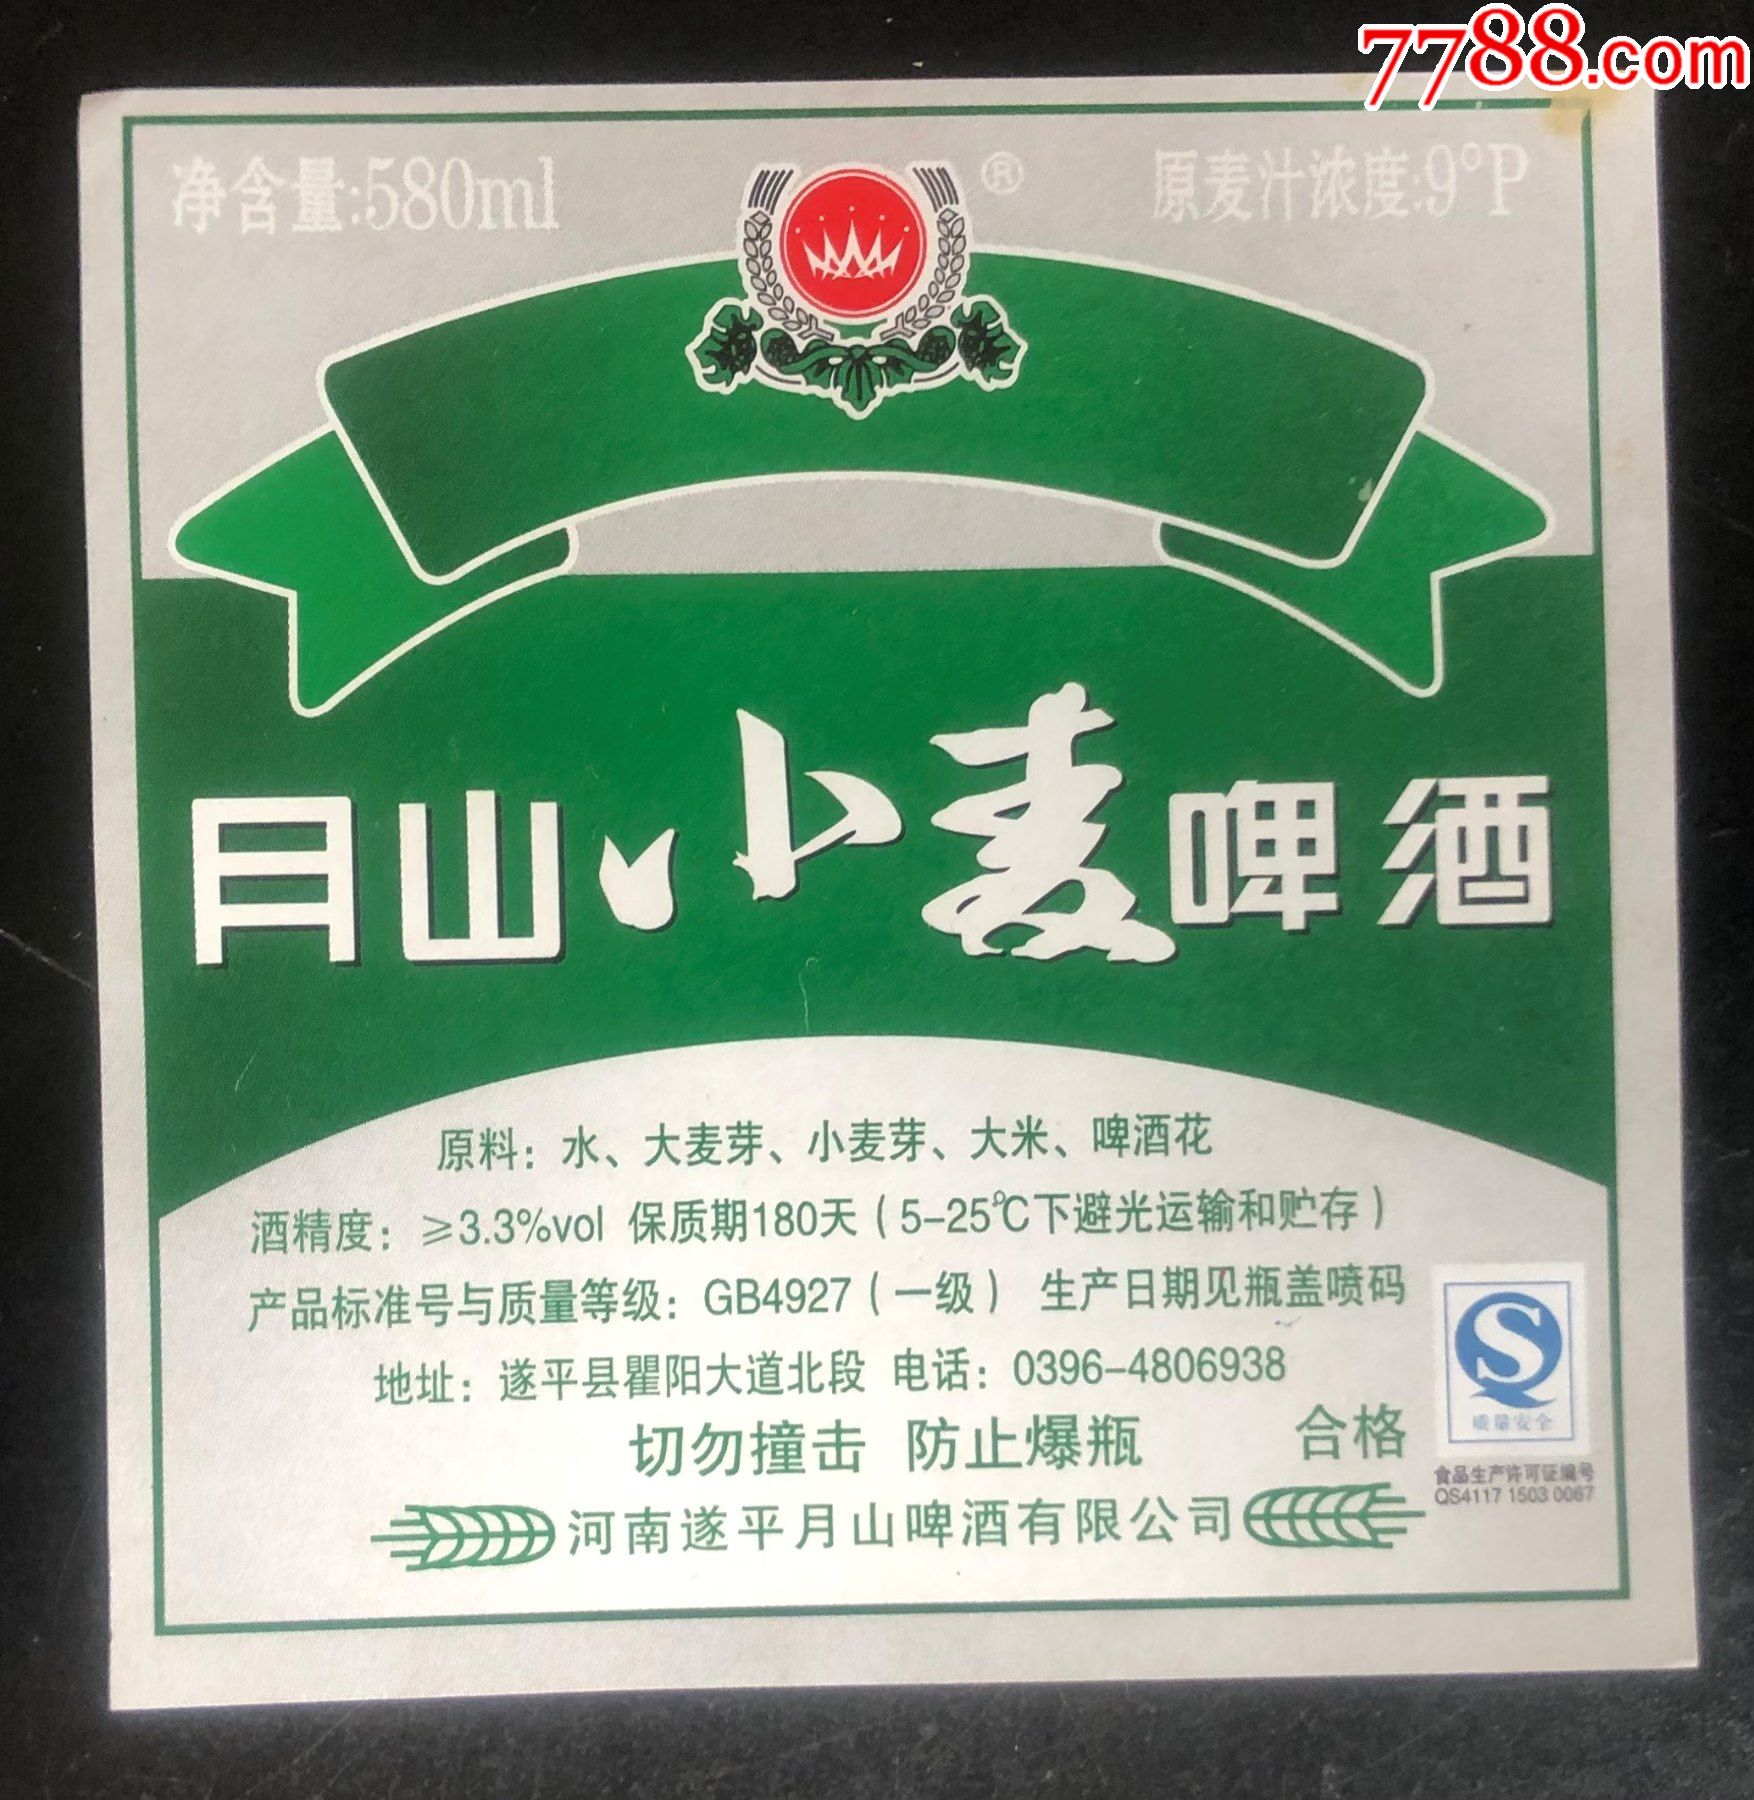 7788.com
净含量:580ml
®
原麦汁浓度:9°P
月山小麦啤酒
原料：水、大麦芽、小麦芽、大米、啤酒花
酒精度：≥3.3%vol 保质期180天（5-25℃下避光运输和贮存）
产品标准号与质量等级：GB4927（一级） 生产日期见瓶盖喷码
地址：遂平县瞿阳大道北段 电话：0396-4806938
切勿撞击 防止爆瓶 合格
质量安全
食品生产许可证编号
QS4117 1503 0067
河南遂平月山啤酒有限公司